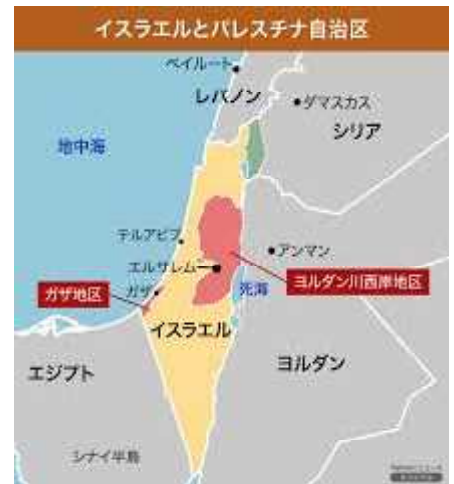 イスラエルとパレスチナ自治区
ベイルート
レバノン
ダマスカス
シリア
地中海
テルアビブ
アンマン
エルサレム
ガザ地区
ガザ
死海
ヨルダン川西岸地区
イスラエル
エジプト
ヨルダン
シナイ半島